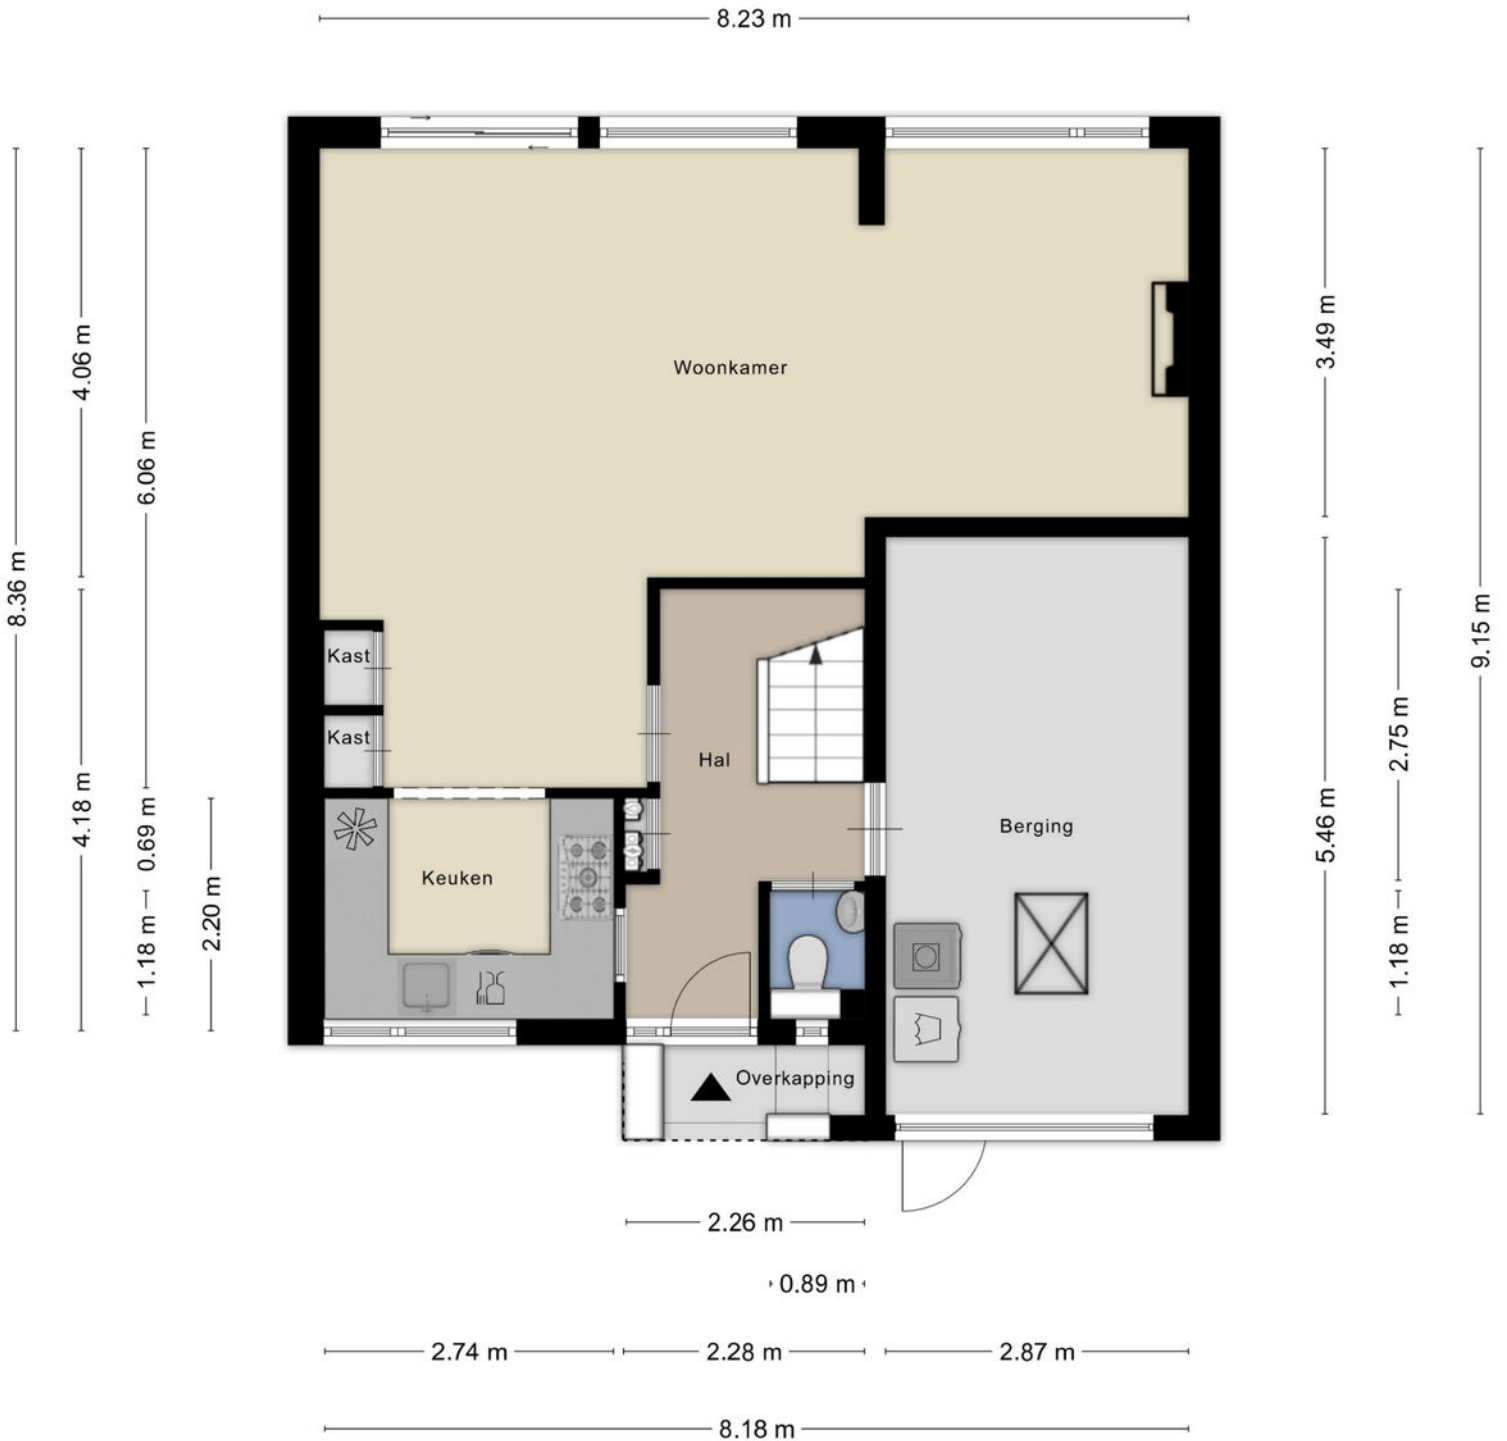 8.23 m
4.06 m
3.49 m
Woonkamer
6.06 m
8.36 m
9.15 m
Kast
Kast
Hal
2.75 m
4.18 m
0.69 m
Berging
5.46 m
Keuken
2.20 m
1.18 m
1.18 m
Overkapping
2.26 m
0.89 m
2.74 m
2.28 m
2.87 m
8.18 m